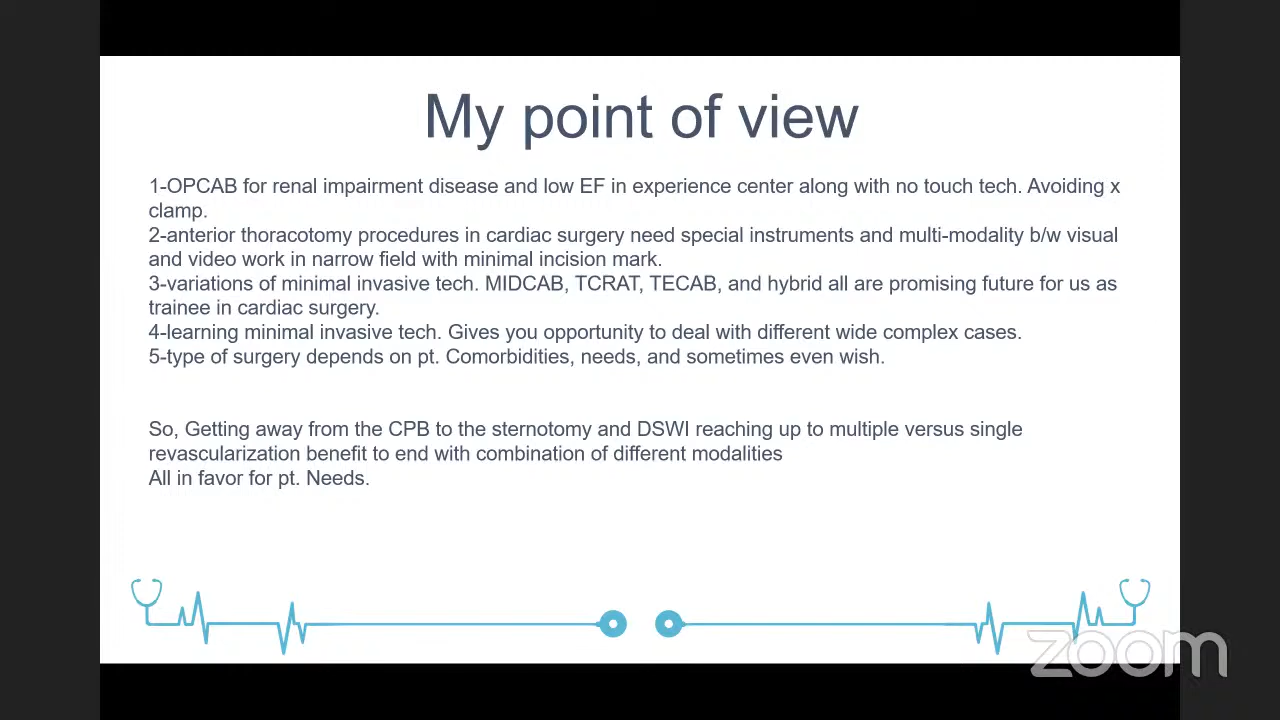 My point of view
1-OPCAB for renal impairment disease and low EF in experience center along with no touch tech. Avoiding x
clamp.
2-anterior thoracotomy procedures in cardiac surgery need special instruments and multi-modality b/w visual
and video work in narrow field with minimal incision mark.
3-variations of minimal invasive tech. MIDCAB, TCRAT, TECAB, and hybrid all are promising future for us as
trainee in cardiac surgery.
4-learning minimal invasive tech. Gives you opportunity to deal with different wide complex cases.
5-type of surgery depends on pt. Comorbidities, needs, and sometimes even wish.
So, Getting away from the CPB to the sternotomy and DSWI reaching up to multiple versus single
revascularization benefit to end with combination of different modalities
All in favor for pt. Needs.
zoom